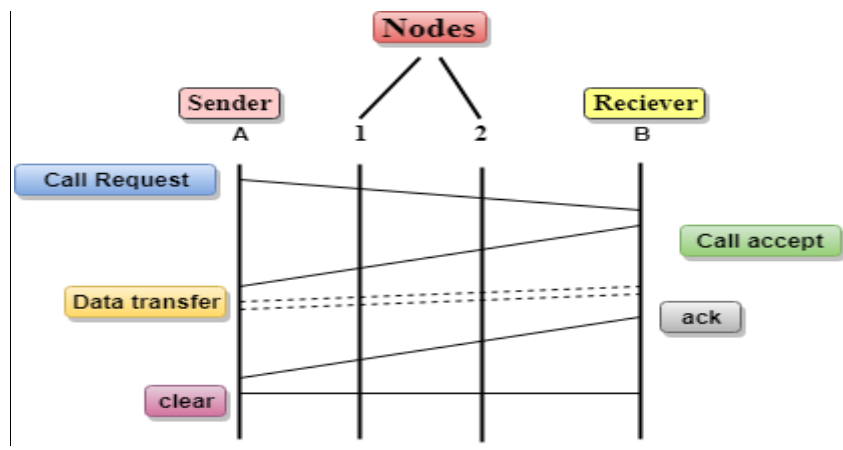 Nodes
Sender
Reciever
A
1
2
B
Call Request
Call accept
Data transfer
ack
clear